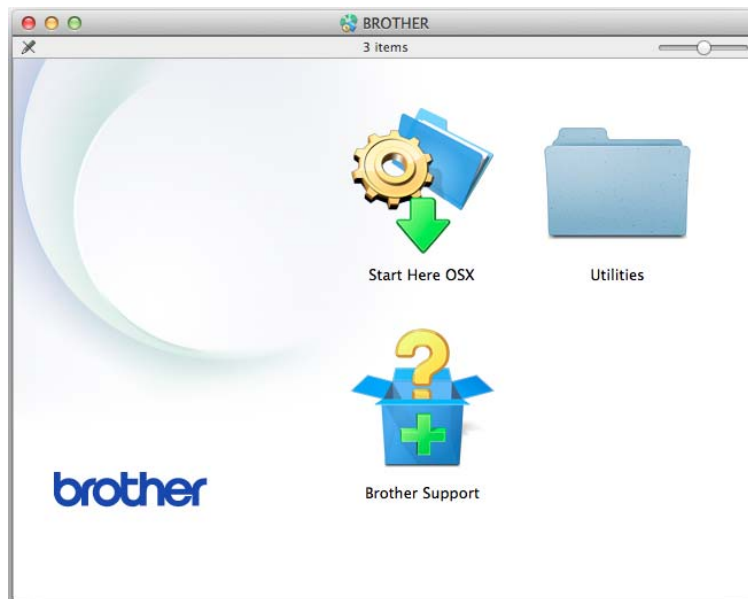 BROTHER
3 items
Start Here OSX
Utilities
Brother Support
brother